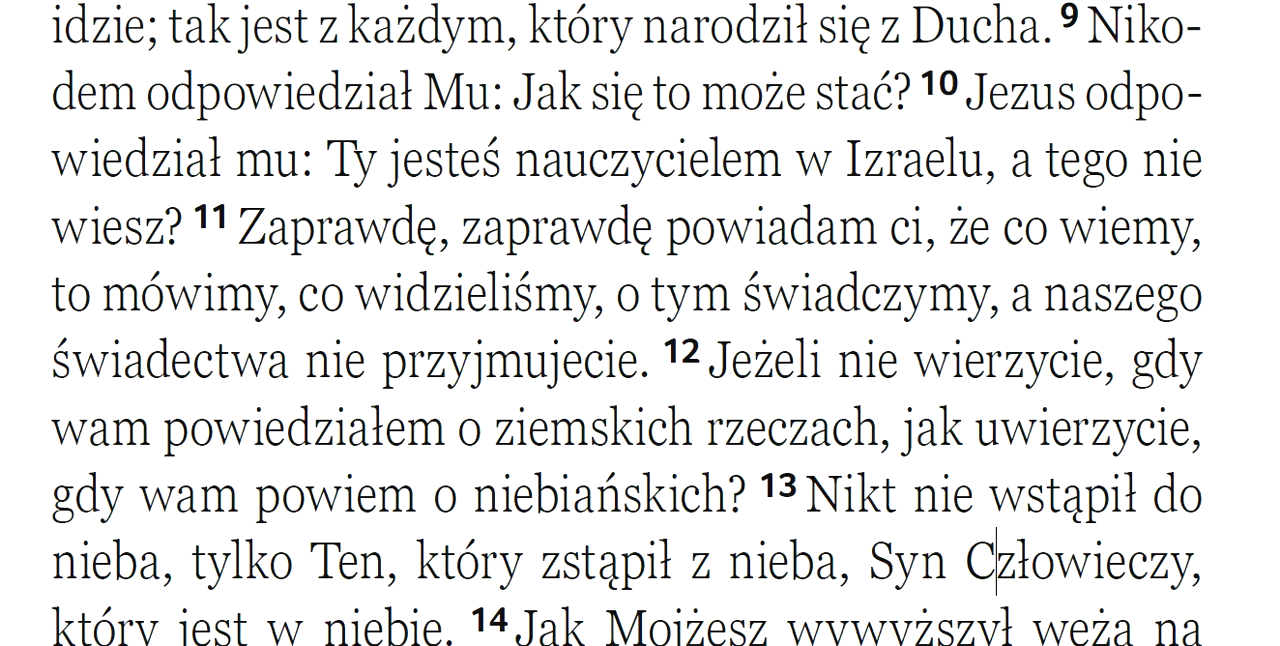 idzie; tak jest z każdym, który narodził się z Ducha. 9 Niko-
dem odpowiedział Mu: Jak się to może stać? 10 Jezus odpo-
wiedział mu: Ty jesteś nauczycielem w Izraelu, a tego nie
wiesz? 11 Zaprawdę, zaprawdę powiadam ci, że co wiemy,
to mówimy, co widzieliśmy, o tym świadczymy, a naszego
świadectwa nie przyjmujecie. 12 Jeżeli nie wierzycie, gdy
wam powiedziałem o ziemskich rzeczach, jak uwierzycie,
gdy wam powiem o niebiańskich? 13 Nikt nie wstąpił do
nieba, tylko Ten, który zstąpił z nieba, Syn Człowieczy,
który jest w niebie. 14 Jak Mojżesz wywyższył węża na